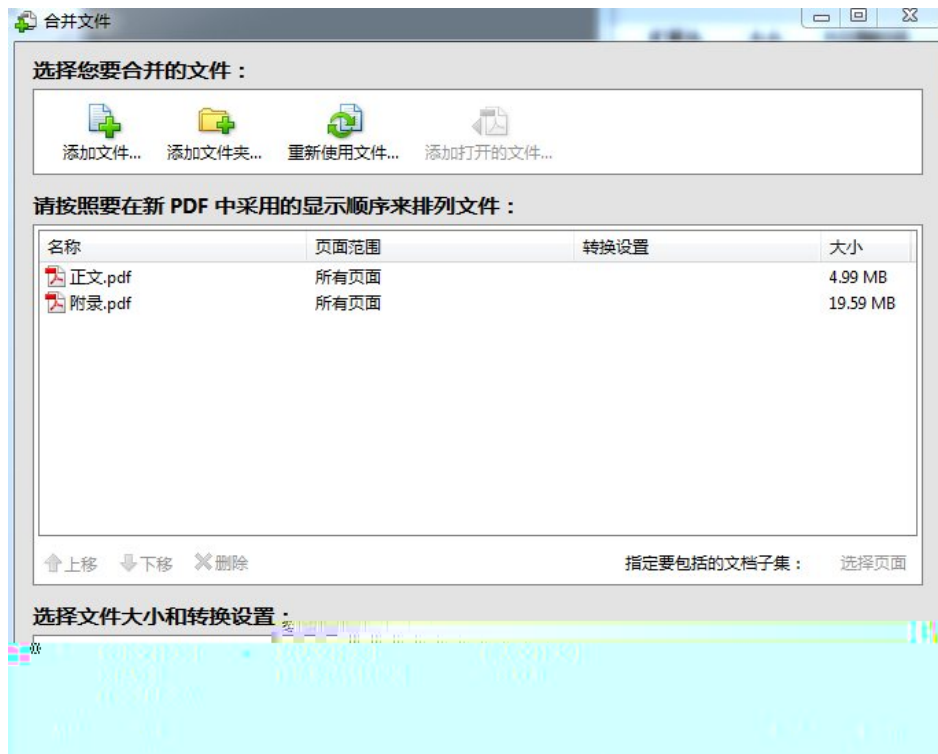 合并文件
选择您要合并的文件：
添加文件... 添加文件夹... 重新使用文件... 添加打开的文件...
请按照要在新 PDF 中采用的显示顺序来排列文件：
名称 页面范围 转换设置 大小
正文.pdf 所有页面 4.99 MB
附录.pdf 所有页面 19.59 MB
上移 下移 删除 指定要包括的文档子集： 选择页面
选择文件大小和转换设置：